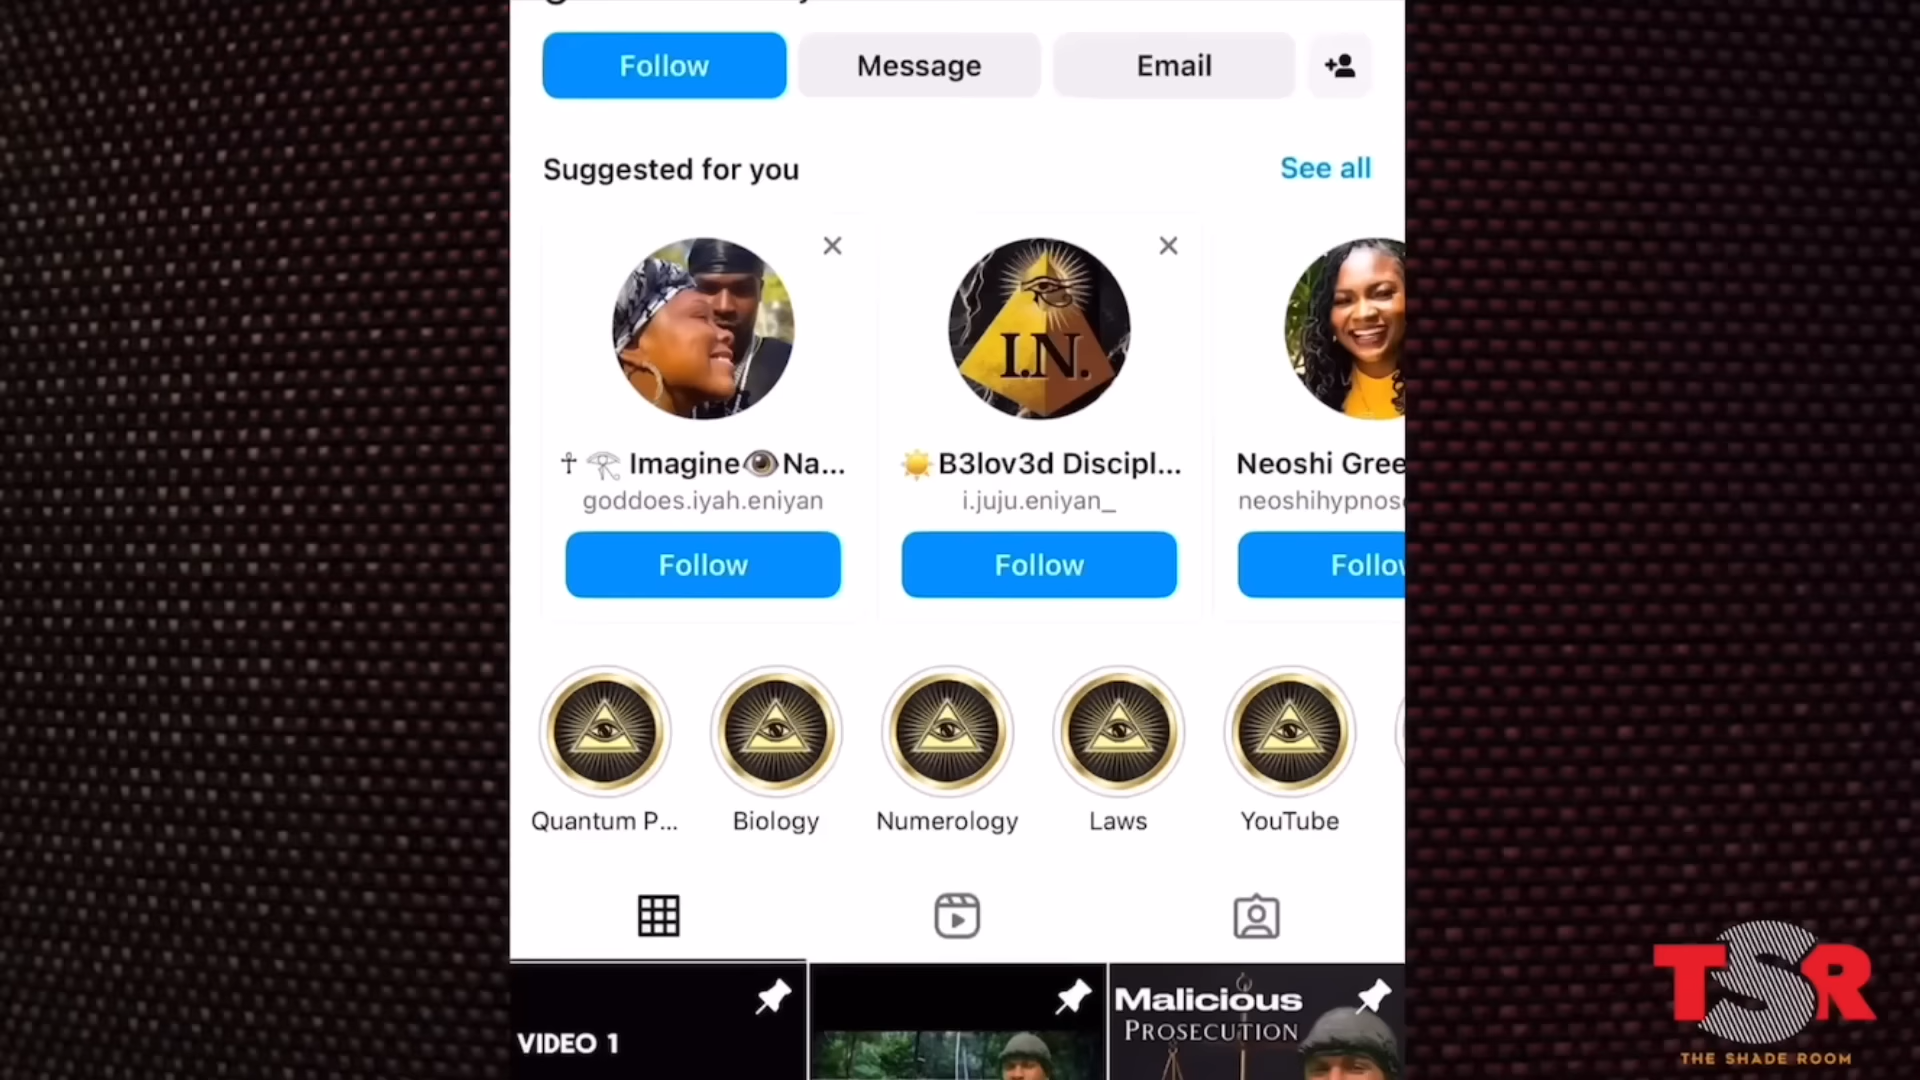 Follow
Message
Email
Suggested for you
See all
I.N.
Imagine Na...
B3lov3d Discipl...
Neoshi Gree
goddoes.iyah.eniyan
i.juju.eniyan_
neoshihypnos
Follow
Follow
Follow
Quantum P...
Biology
Numerology
Laws
YouTube
VIDEO 1
Malicious
PROSECUTION
TSR
THE SHADE ROOM